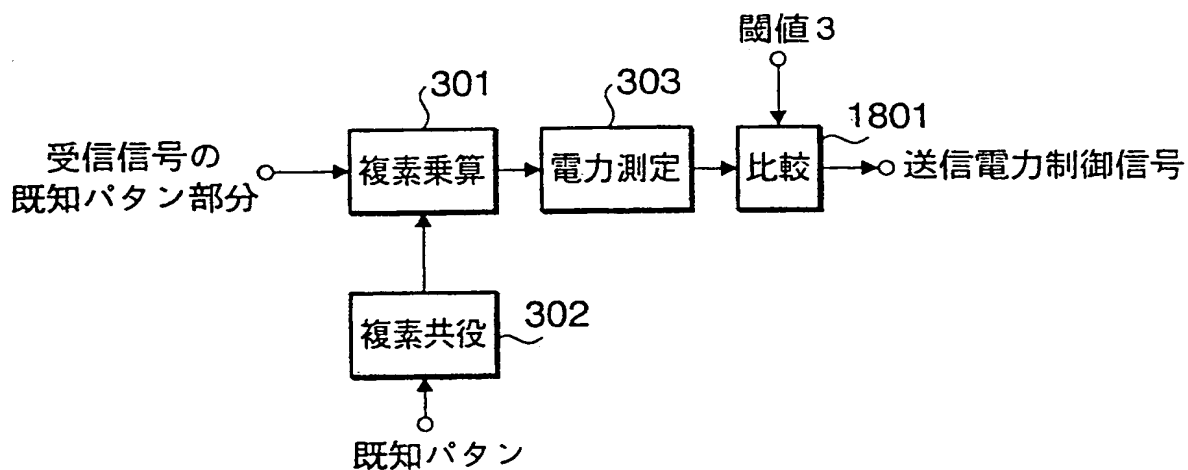 閾値3
301
303
1801
受信信号の
既知パタン部分
複素乗算
電力測定
比較
送信電力制御信号
複素共役
302
既知パタン